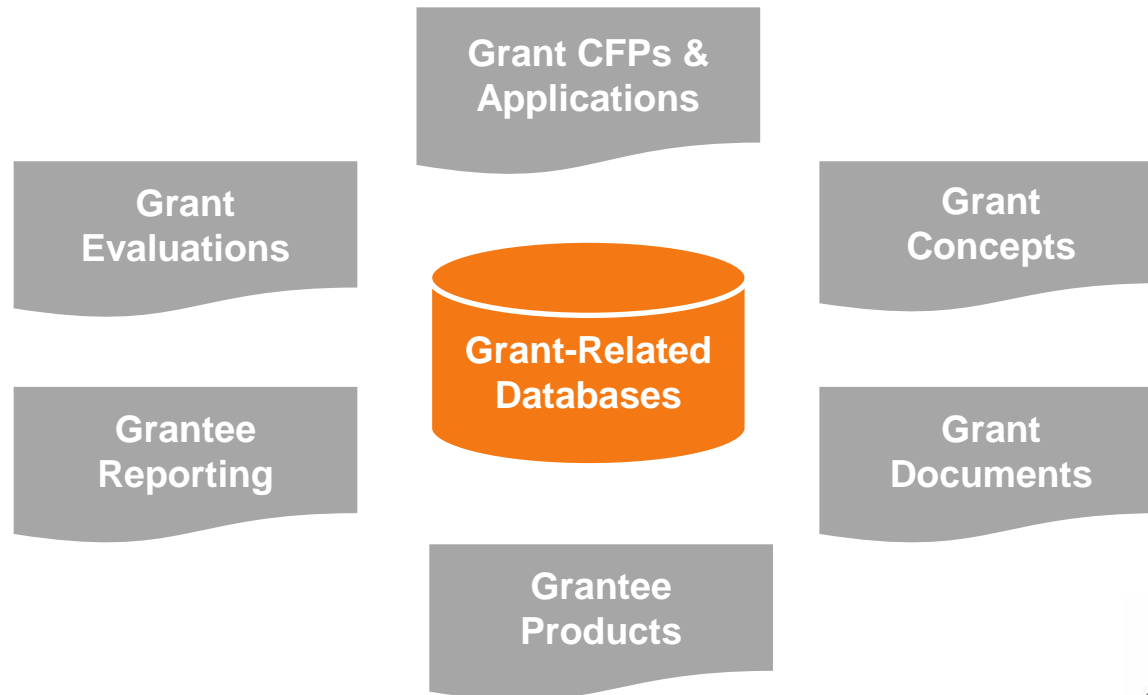 Grant CFPs &
Applications
Grant
Evaluations
Grant
Concepts
Grant-Related
Databases
Grantee
Reporting
Grant
Documents
Grantee
Products